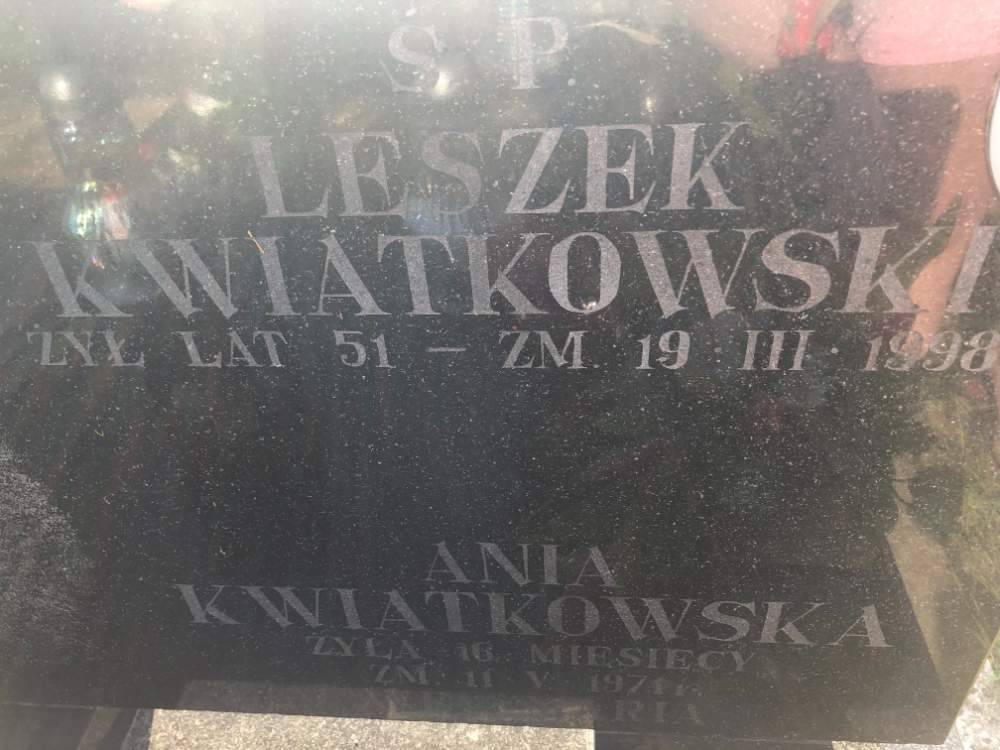 Ś P
LESZEK
KWIATKOWSKI
ŻYŁ LAT 51 – ZM. 19 · III · 1998
ANIA
KWIATKOWSKA
ŻYŁA 16 MIESIĘCY
ZM. 11 V